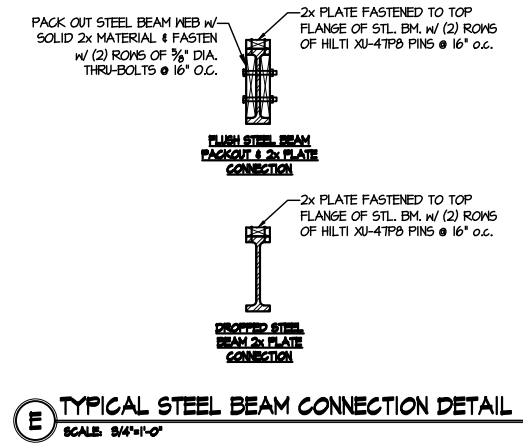 PACK OUT STEEL BEAM WEB W/
SOLID 2x MATERIAL & FASTEN
W/ (2) ROWS OF 5/8" DIA.
THRU-BOLTS @ 16" O.C.
2x PLATE FASTENED TO TOP
FLANGE OF STL. BM. W/ (2) ROWS
OF HILTI XU-47P8 PINS @ 16" o.c.
FLUSH STEEL BEAM
PACKOUT & 2x PLATE
CONNECTION
2x PLATE FASTENED TO TOP
FLANGE OF STL. BM. W/ (2) ROWS
OF HILTI XU-47P8 PINS @ 16" o.c.
DROPPED STEEL
BEAM 2x PLATE
CONNECTION
E
TYPICAL STEEL BEAM CONNECTION DETAIL
SCALE: 3/4"=1'-0"